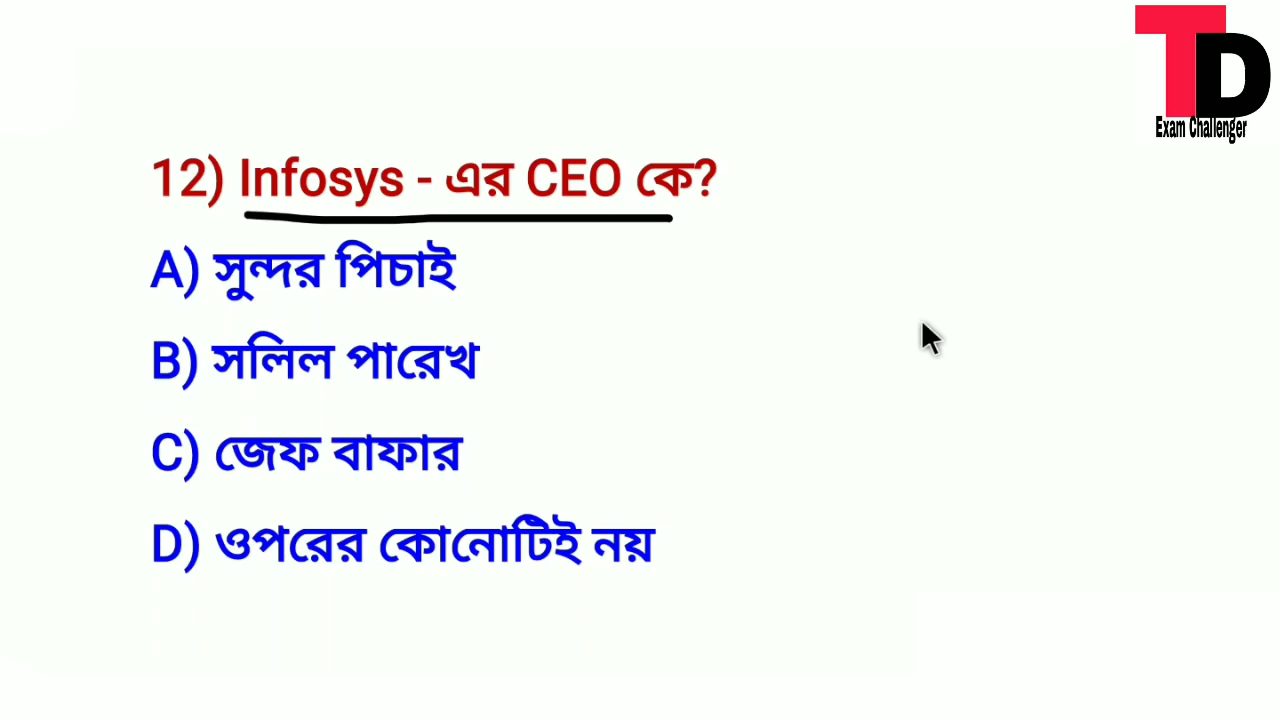 TD
Exam Challenger
12) Infosys - এর CEO কে?
A) সুন্দর পিচাই
B) সলিল পারেখ
C) জেফ বাফার
D) ওপরের কোনোটিই নয়